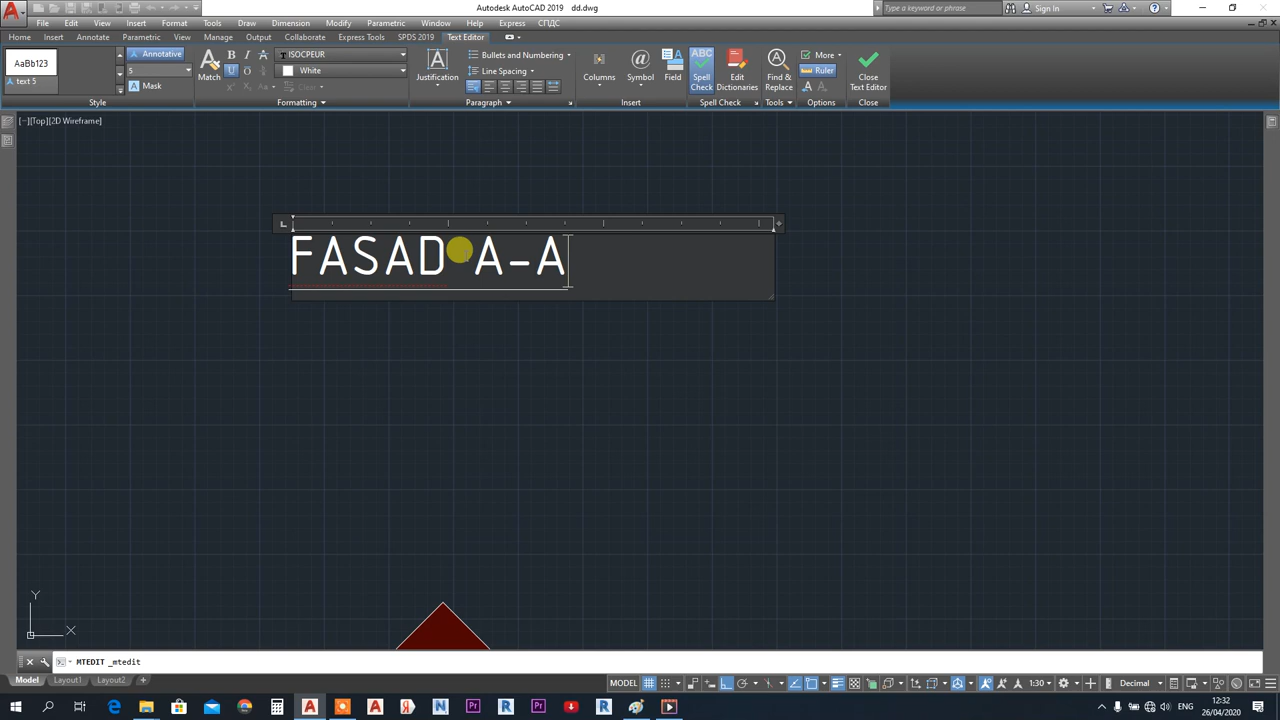 Autodesk AutoCAD 2019 dd.dwg
Type a keyword or phrase
Sign In
File Edit View Insert Format Tools Draw Dimension Modify Parametric Window Help Express СПДС
Home Insert Annotate Parametric View Manage Output Collaborate Express Tools SPDS 2019 Text Editor
AaBb123
text 5
Annotative
5
Mask
Style
Match
B I A
U O
ISOCPEUR
White
Clear
Formatting
Justification
Bullets and Numbering
Line Spacing
Paragraph
Columns
Symbol
Field
Insert
ABC
Spell Check
Edit Dictionaries
Spell Check
Find & Replace
Tools
More
Ruler
Options
Close Text Editor
Close
[−][Top][2D Wireframe]
FASAD A-A
Y
X
MTEDIT _mtedit
Model Layout1 Layout2 +
MODEL
1:30
Decimal
12:32
26/04/2020